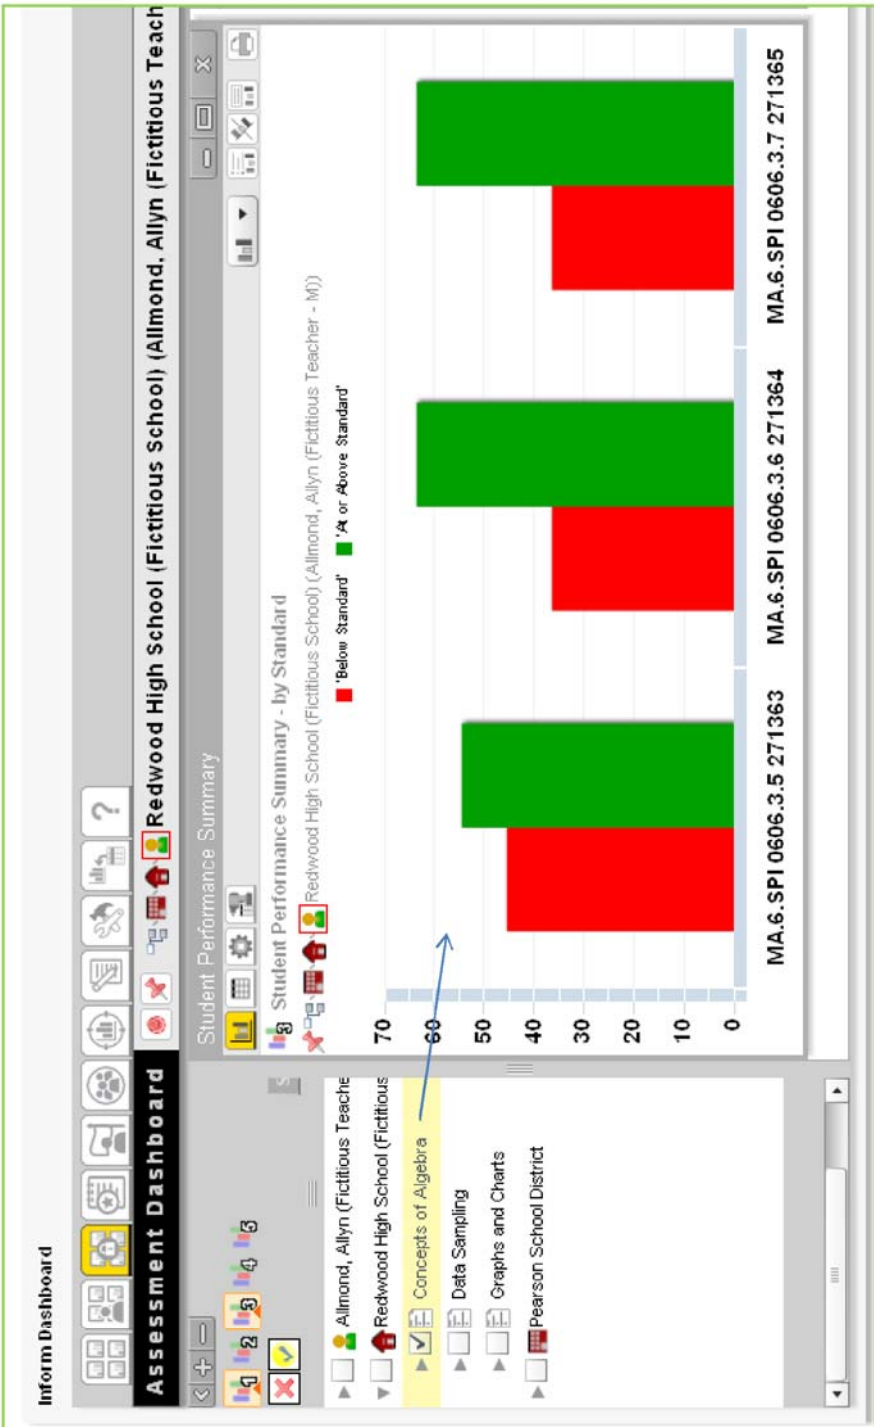 Inform Dashboard
?
Assessment Dashboard
Redwood High School (Fictitious School) (Allmond, Allyn (Fictitious Teach
Student Performance Summary
1 2 3 4 5
3 Student Performance Summary - by Standard
Redwood High School (Fictitious School) (Allmond, Allyn (Fictitious Teacher - M))
Allmond, Allyn (Fictitious Teache
Redwood High School (Fictitious
Concepts of Algebra
Data Sampling
Graphs and Charts
Pearson School District
'Below Standard' 'At or Above Standard'
70
60
50
40
30
20
10
0
MA.6.SPI 0606.3.5 271363
MA.6.SPI 0606.3.6 271364
MA.6.SPI 0606.3.7 271365